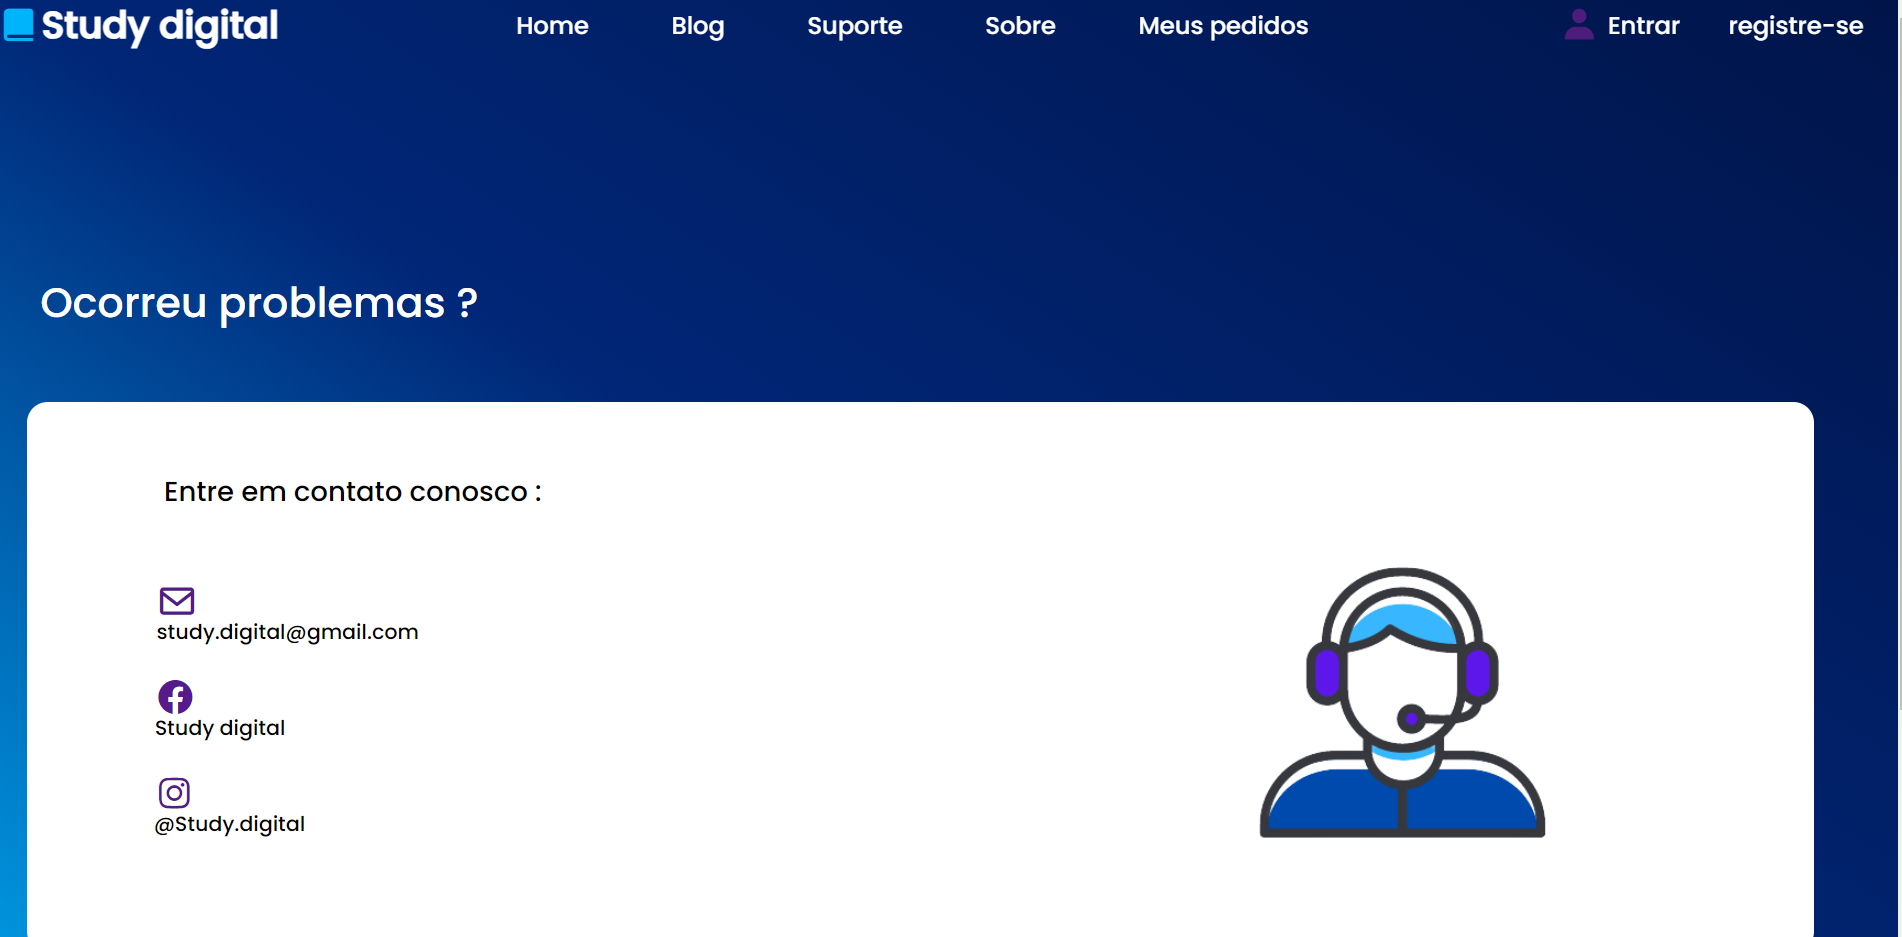 Study digital Home Blog Suporte Sobre Meus pedidos Entrar registre-se
Ocorreu problemas ?
Entre em contato conosco :
study.digital@gmail.com
Study digital
@Study.digital